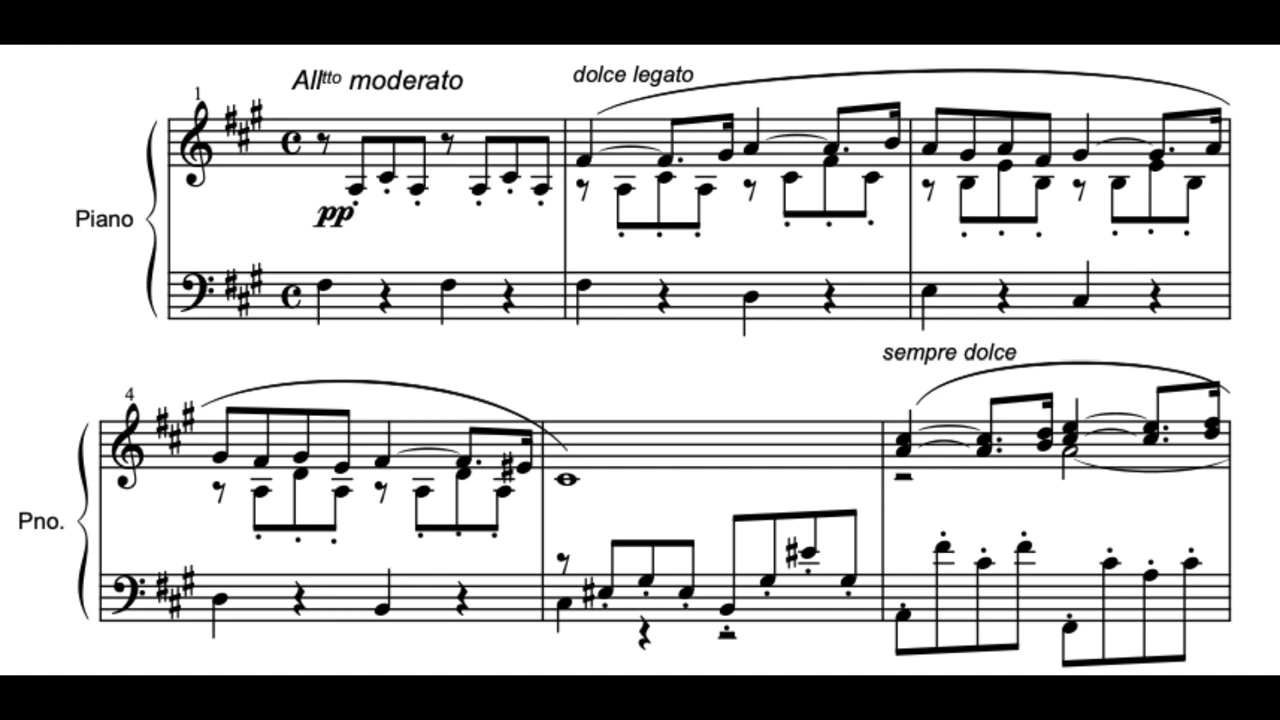 Allᵗᵗᵒ moderato
dolce legato
1
Piano
pp
sempre dolce
4
Pno.